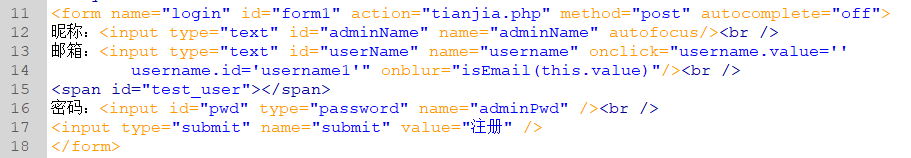 11 <form name="login" id="form1" action="tianjia.php" method="post" autocomplete="off">
12 昵称：<input type="text" id="adminName" name="adminName" autofocus/><br />
13 邮箱：<input type="text" id="userName" name="username" onclick="username.value=''
14 username.id='username1'" onblur="isEmail(this.value)"/><br />
15 <span id="test_user"></span>
16 密码：<input id="pwd" type="password" name="adminPwd" /><br />
17 <input type="submit" name="submit" value="注册" />
18 </form>